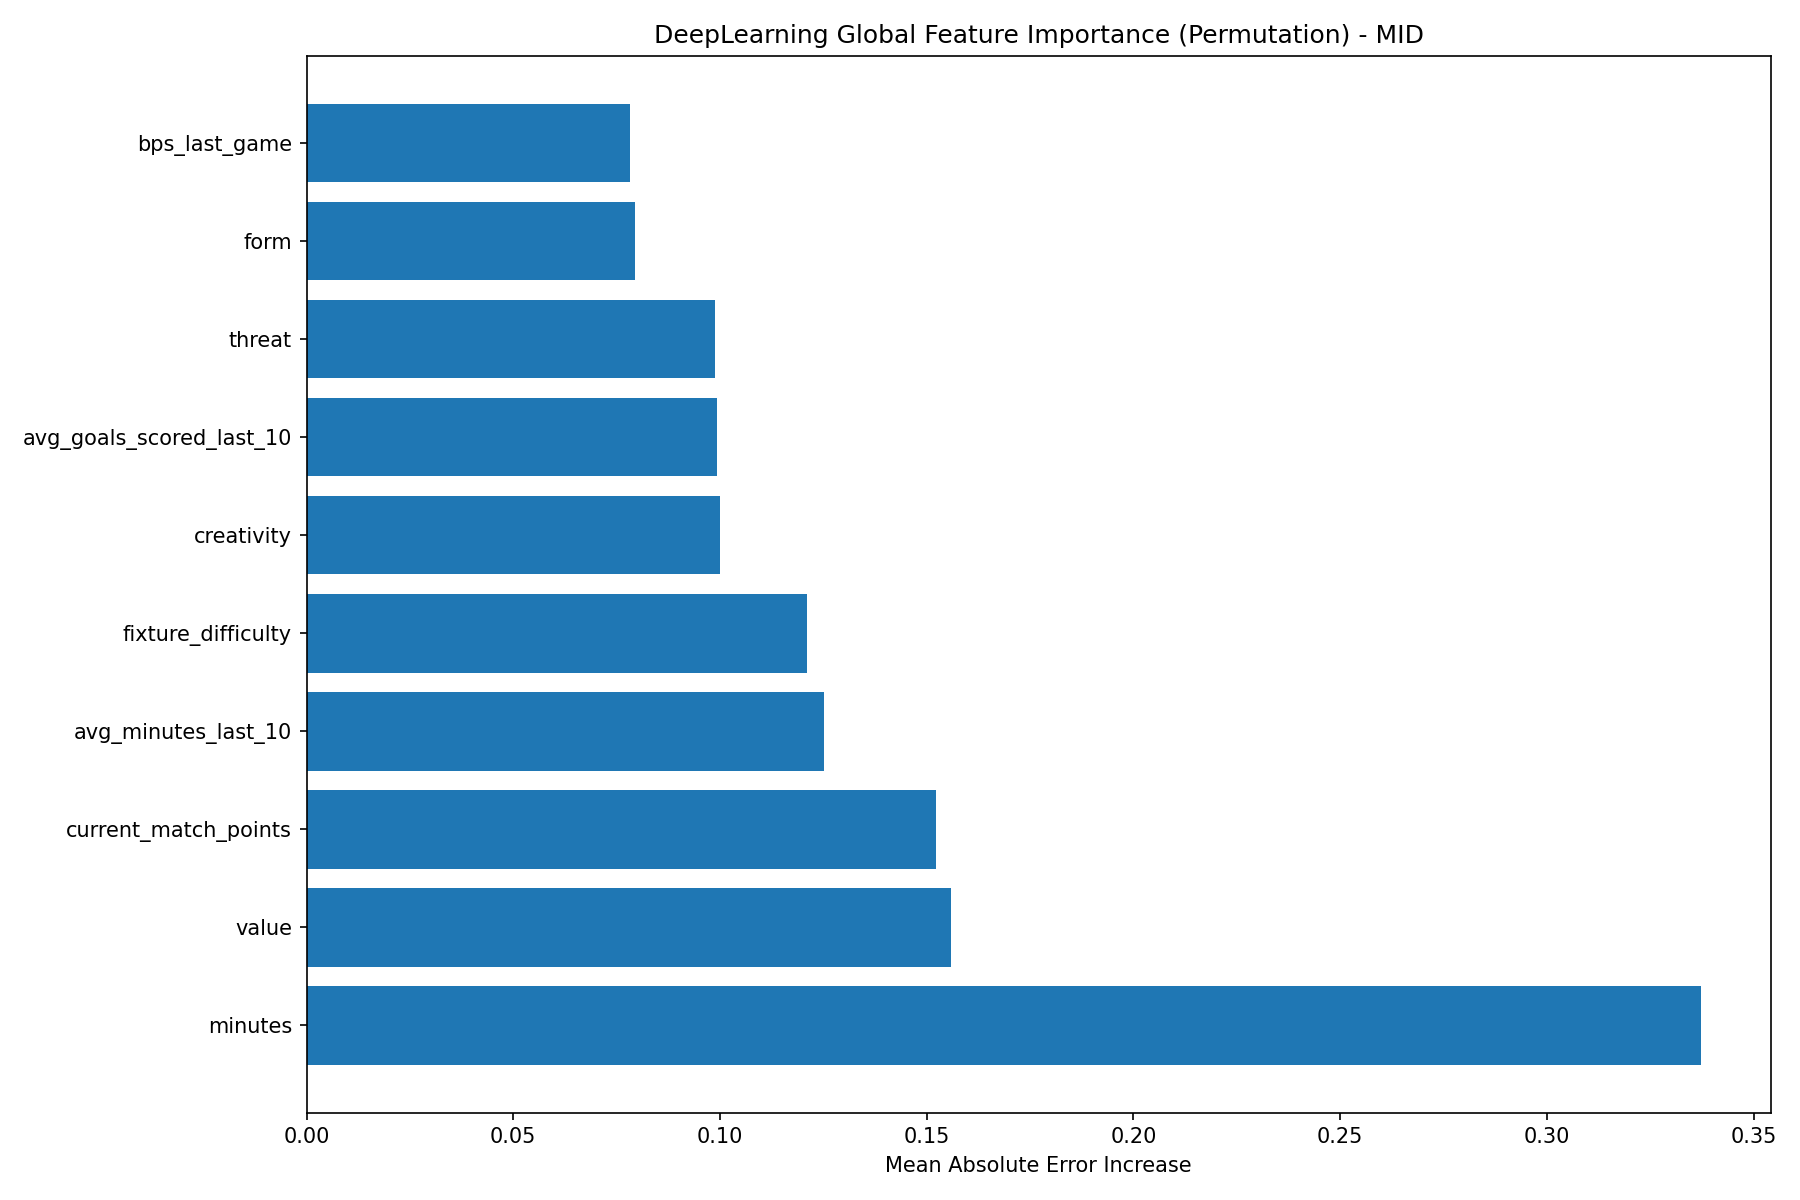 DeepLearning Global Feature Importance (Permutation) - MID
bps_last_game
form
threat
avg_goals_scored_last_10
creativity
fixture_difficulty
avg_minutes_last_10
current_match_points
value
minutes
0.00 0.05 0.10 0.15 0.20 0.25 0.30 0.35
Mean Absolute Error Increase